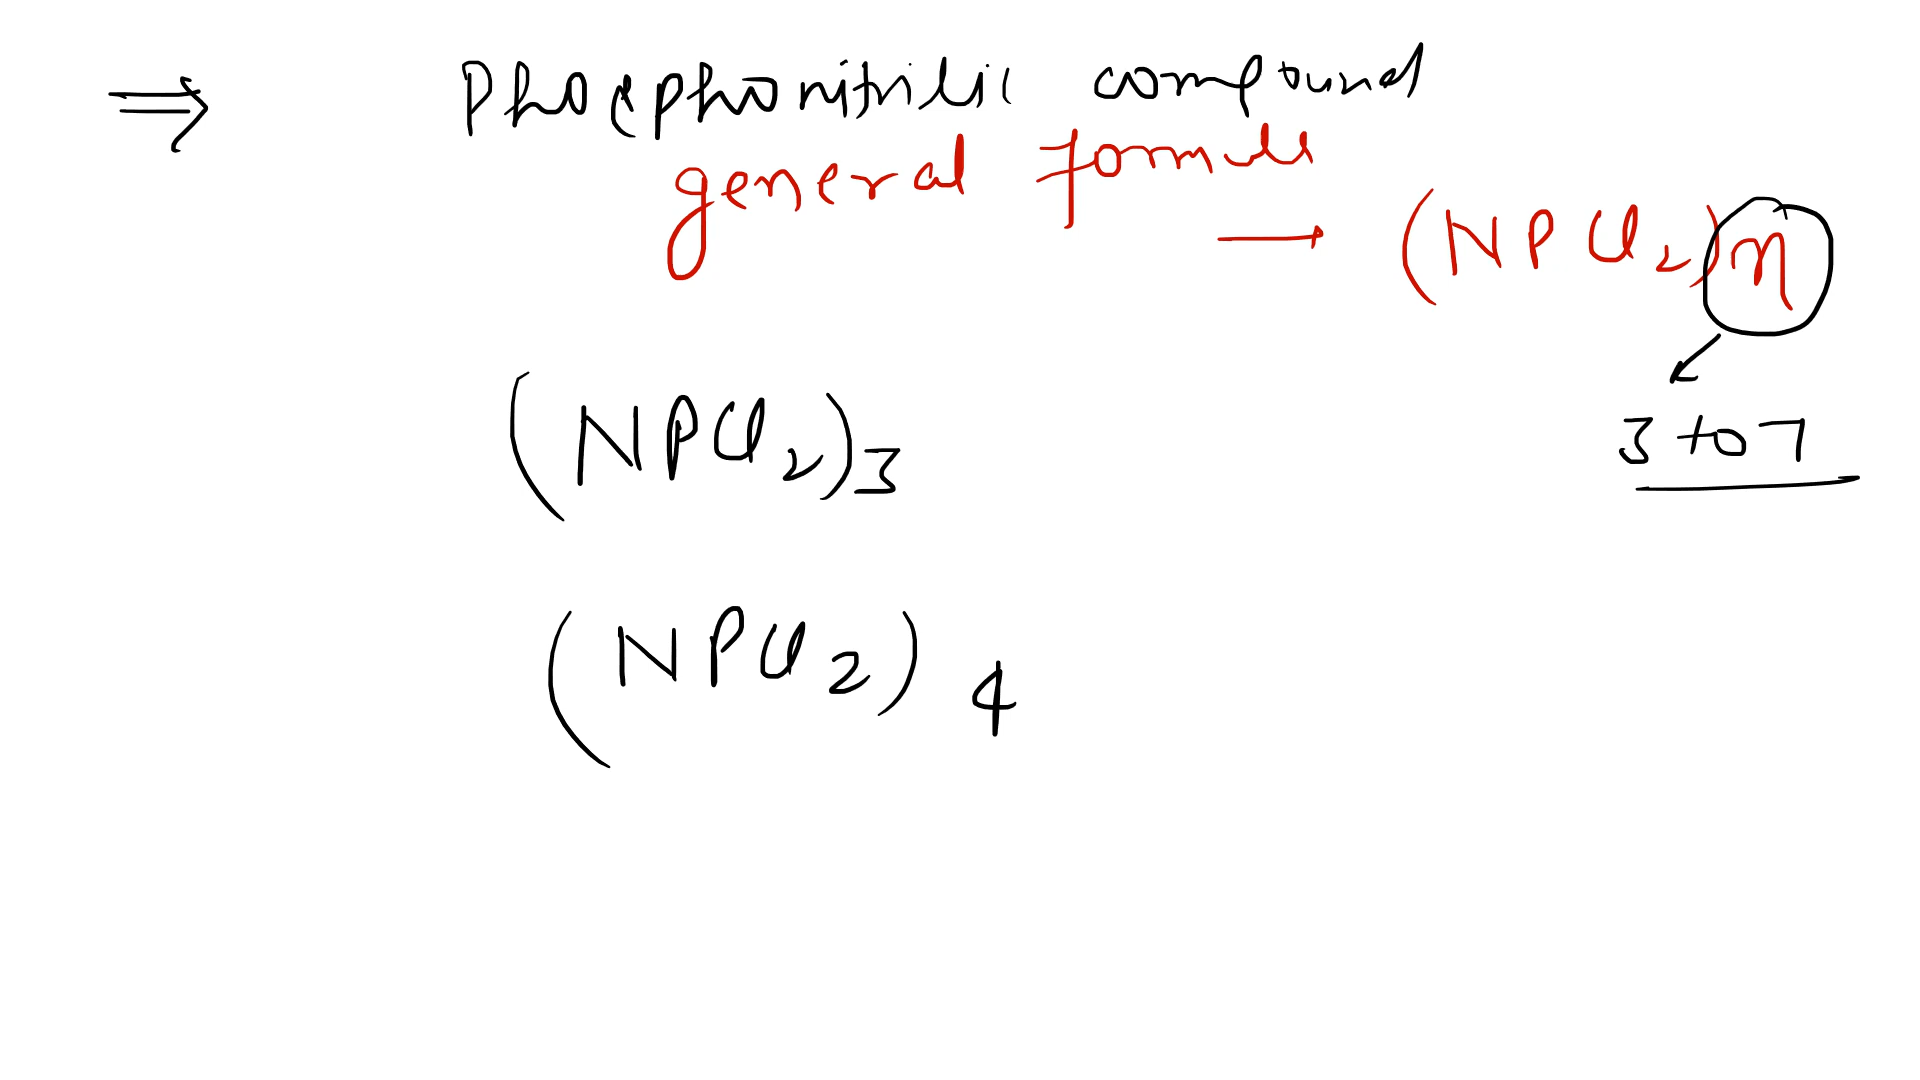 ⇒ Phosphonitrilic compound
general formula
→ (NPCl₂)n
3 to 7
(NPCl₂)₃
(NPCl₂)₄